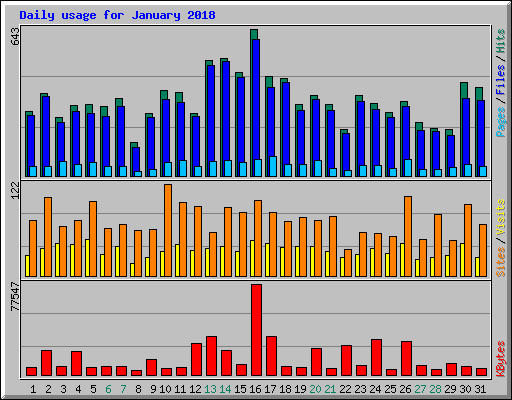 Daily usage for January 2018
643
Pages / Files / Hits
122
Sites / Visits
77547
KBytes
1 2 3 4 5 6 7 8 9 10 11 12 13 14 15 16 17 18 19 20 21 22 23 24 25 26 27 28 29 30 31